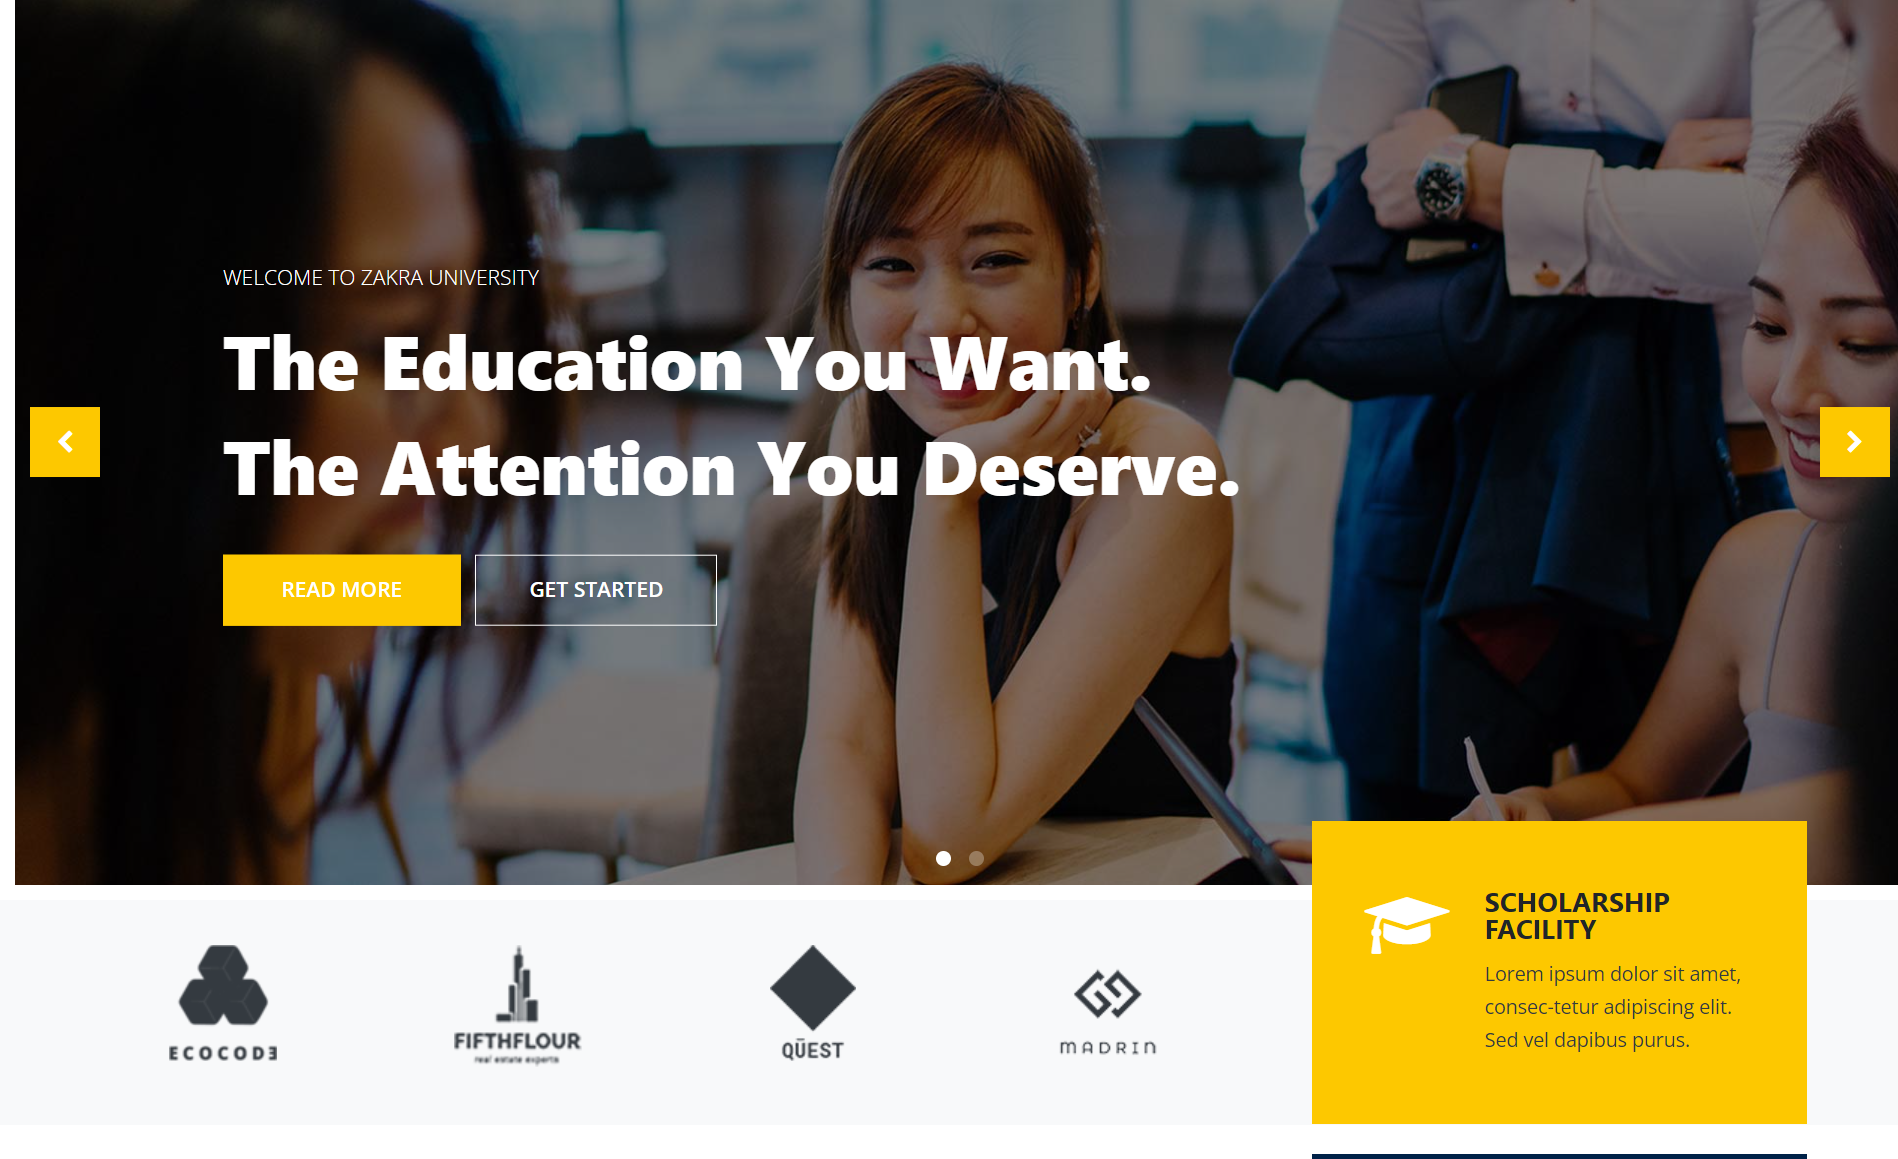 WELCOME TO ZAKRA UNIVERSITY
The Education You Want.
The Attention You Deserve.
READ MORE
GET STARTED
ECOCODE
FIFTHFLOUR
real estate experts
QŪEST
MADRIN
SCHOLARSHIP
FACILITY
Lorem ipsum dolor sit amet,
consec-tetur adipiscing elit.
Sed vel dapibus purus.